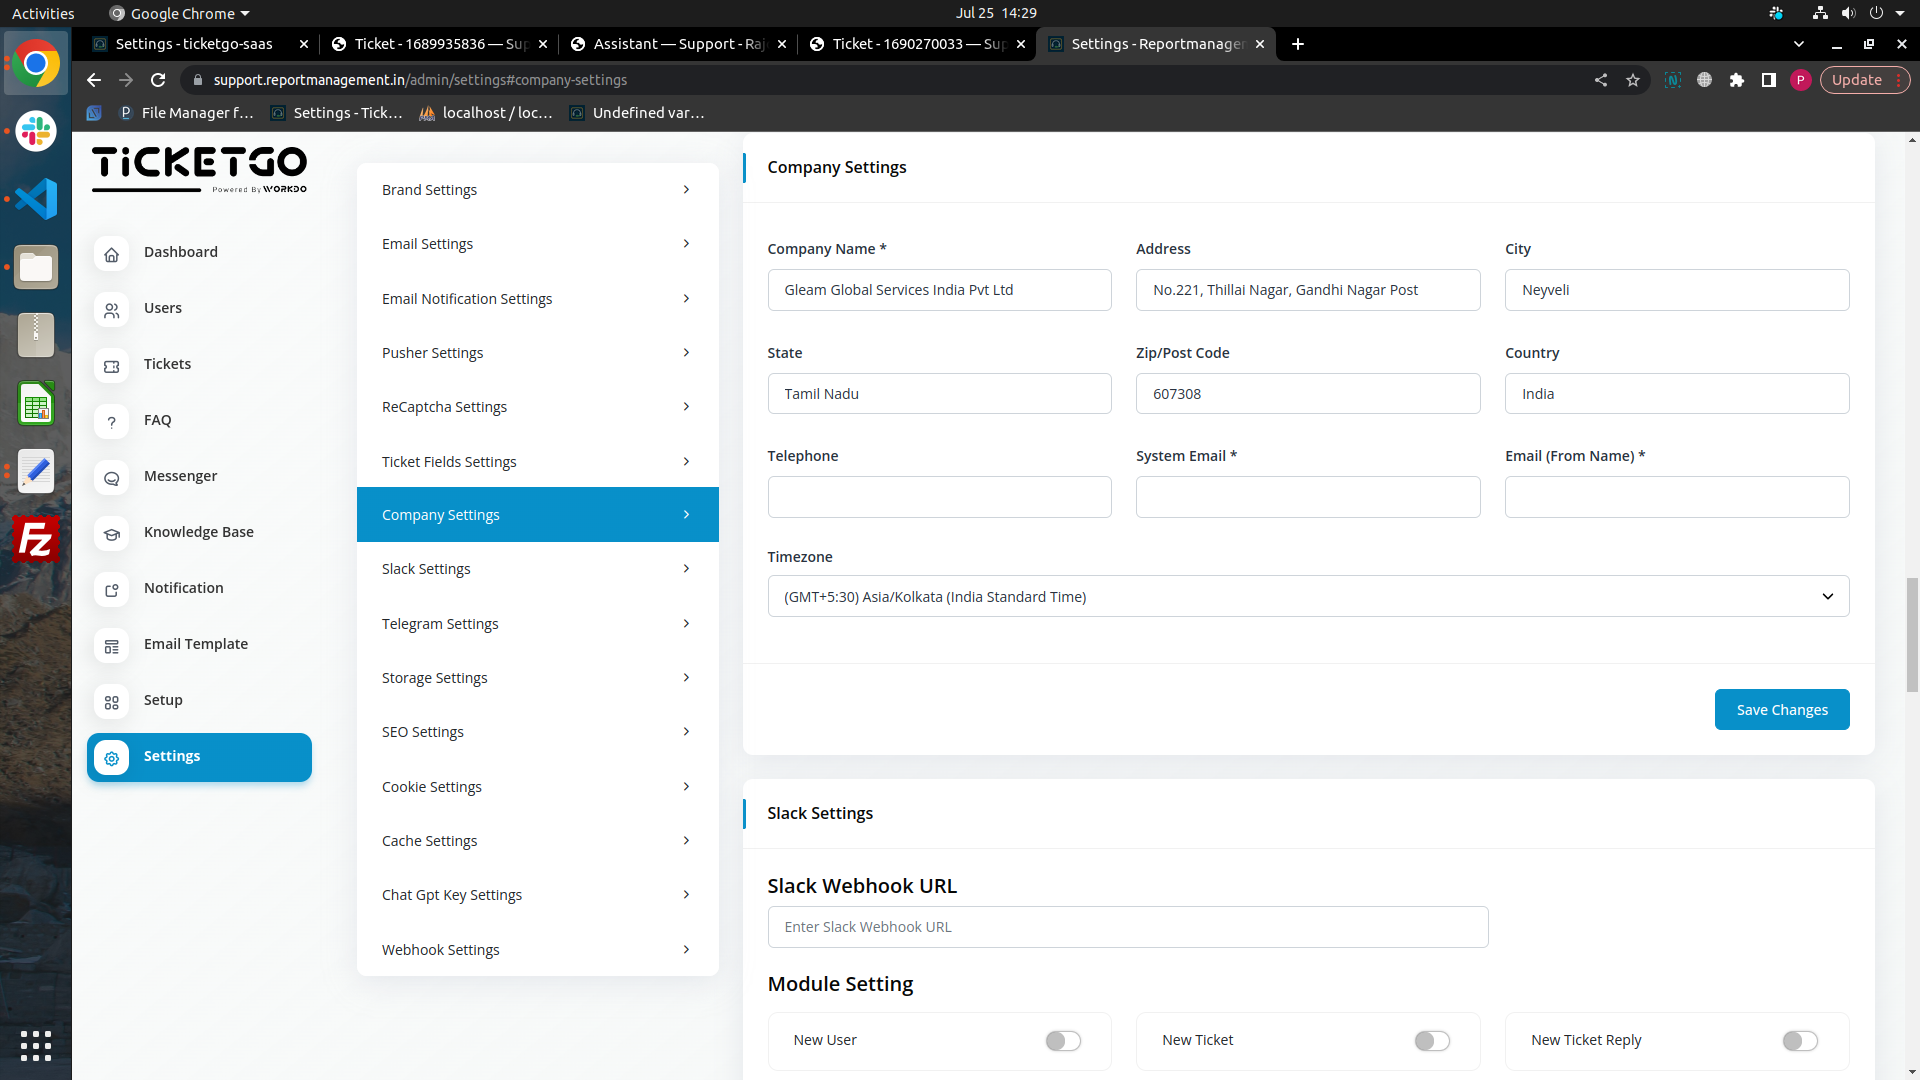 Activities
Google Chrome
Jul 25 14:29
Settings - ticketgo-saas
Ticket - 1689935836 — Sup
Assistant — Support - Raj
Ticket - 1690270033 — Sup
Settings - Reportmanager
support.reportmanagement.in/admin/settings#company-settings
P
Update
P
File Manager f...
Settings - Tick...
localhost / loc...
Undefined var...
TiCKETGO
Powered By WORKDO
Dashboard
Users
Tickets
FAQ
Messenger
Knowledge Base
Notification
Email Template
Setup
Settings
Brand Settings
Email Settings
Email Notification Settings
Pusher Settings
ReCaptcha Settings
Ticket Fields Settings
Company Settings
Slack Settings
Telegram Settings
Storage Settings
SEO Settings
Cookie Settings
Cache Settings
Chat Gpt Key Settings
Webhook Settings
Company Settings
Company Name *
Address
City
Gleam Global Services India Pvt Ltd
No.221, Thillai Nagar, Gandhi Nagar Post
Neyveli
State
Zip/Post Code
Country
Tamil Nadu
607308
India
Telephone
System Email *
Email (From Name) *
Timezone
(GMT+5:30) Asia/Kolkata (India Standard Time)
Save Changes
Slack Settings
Slack Webhook URL
Enter Slack Webhook URL
Module Setting
New User
New Ticket
New Ticket Reply
Fz